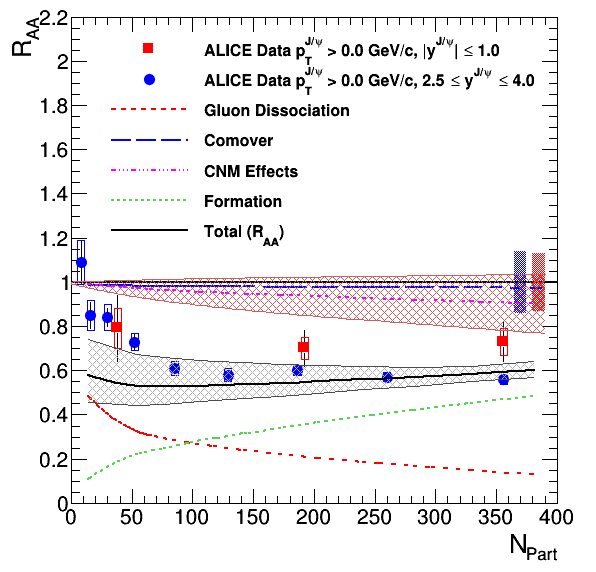 R_AA
ALICE Data p_T^J/ψ > 0.0 GeV/c, |y^J/ψ| ≤ 1.0
ALICE Data p_T^J/ψ > 0.0 GeV/c, 2.5 ≤ y^J/ψ ≤ 4.0
Gluon Dissociation
Comover
CNM Effects
Formation
Total (R_AA)
2.2
2
1.8
1.6
1.4
1.2
1
0.8
0.6
0.4
0.2
0
0 50 100 150 200 250 300 350 400
N_Part